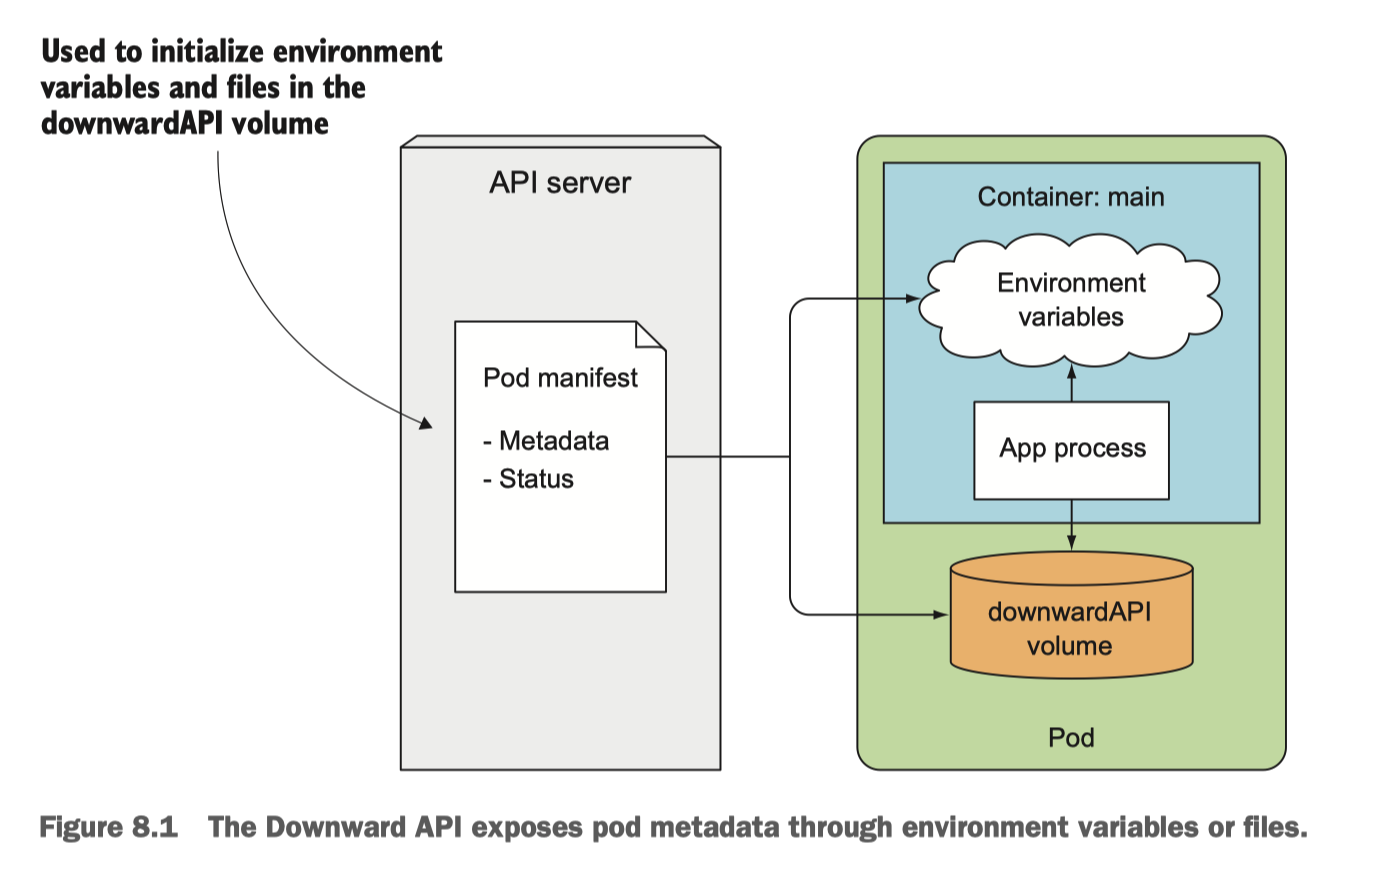 Used to initialize environment
variables and files in the
downwardAPI volume
API server
Pod manifest
- Metadata
- Status
Container: main
Environment
variables
App process
downwardAPI
volume
Pod
Figure 8.1 The Downward API exposes pod metadata through environment variables or files.